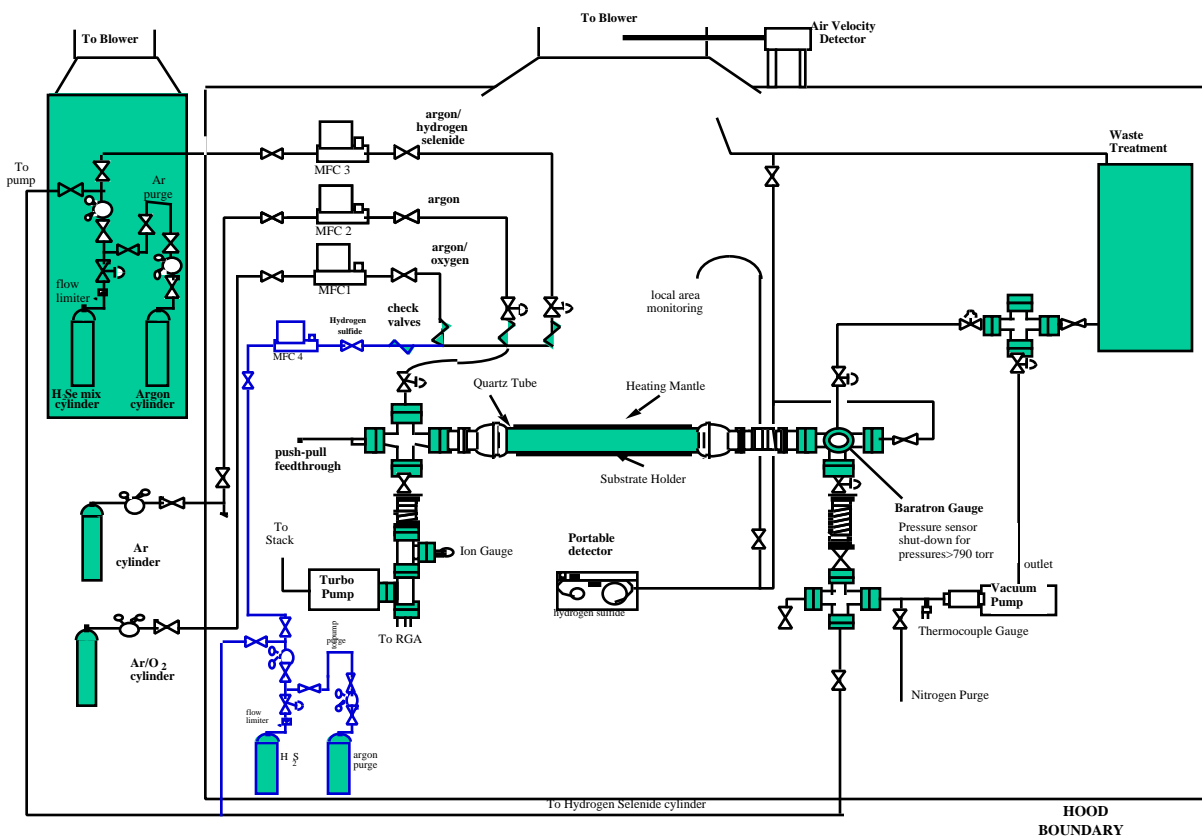 To Blower
To Blower
Air Velocity
Detector
argon/
hydrogen
selenide
Waste
Treatment
To
pump
Ar
purge
MFC 3
MFC 2
argon
argon/
oxygen
MFC1
flow
limiter
check
valves
Hydrogen
sulfide
MFC 4
local area
monitoring
H2Se mix
cylinder
Argon
cylinder
Quartz Tube
Heating Mantle
push-pull
feedthrough
Substrate Holder
Baratron Gauge
Pressure sensor
shut-down for
pressures>790 torr
To
Stack
Ion Gauge
Portable
detector
hydrogen sulfide
Ar
cylinder
Turbo
Pump
outlet
Vacuum
Pump
Thermocouple Gauge
To RGA
topump
purge
Ar/O2
cylinder
Nitrogen Purge
flow
limiter
H2S
argon
purge
To Hydrogen Selenide cylinder
HOOD
BOUNDARY